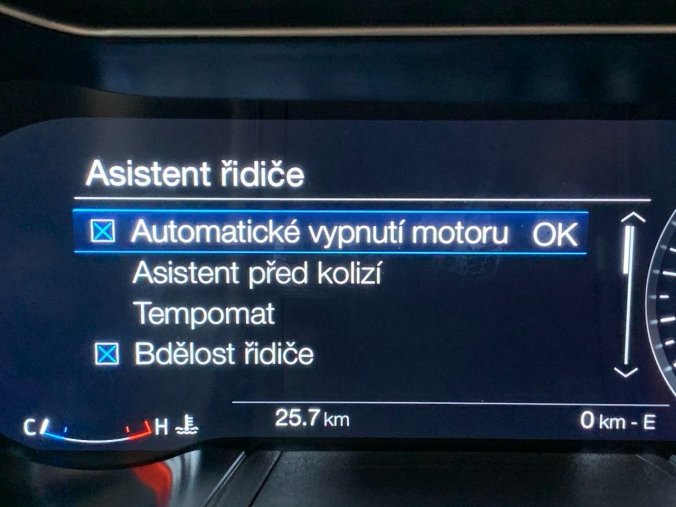 Asistent řidiče
Automatické vypnutí motoru OK
Asistent před kolizí
Tempomat
Bdělost řidiče
C H
25.7 km 0 km - E